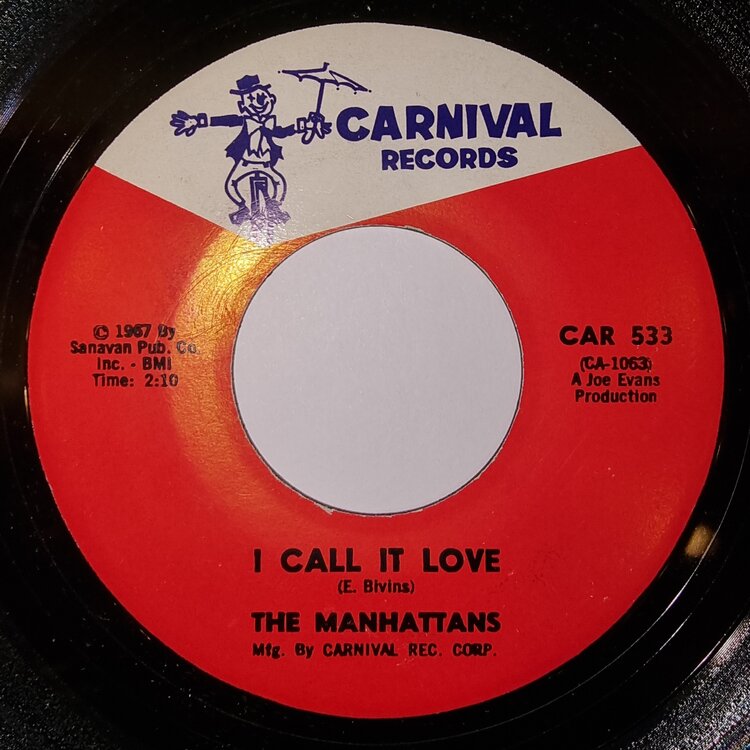 CARNIVAL
RECORDS
© 1967 By
Sanavan Pub. Co.
Inc. - BMI
Time: 2:10
CAR 533
(CA-1063)
A Joe Evans
Production
I CALL IT LOVE
(E. Bivins)
THE MANHATTANS
Mfg. By CARNIVAL REC. CORP.